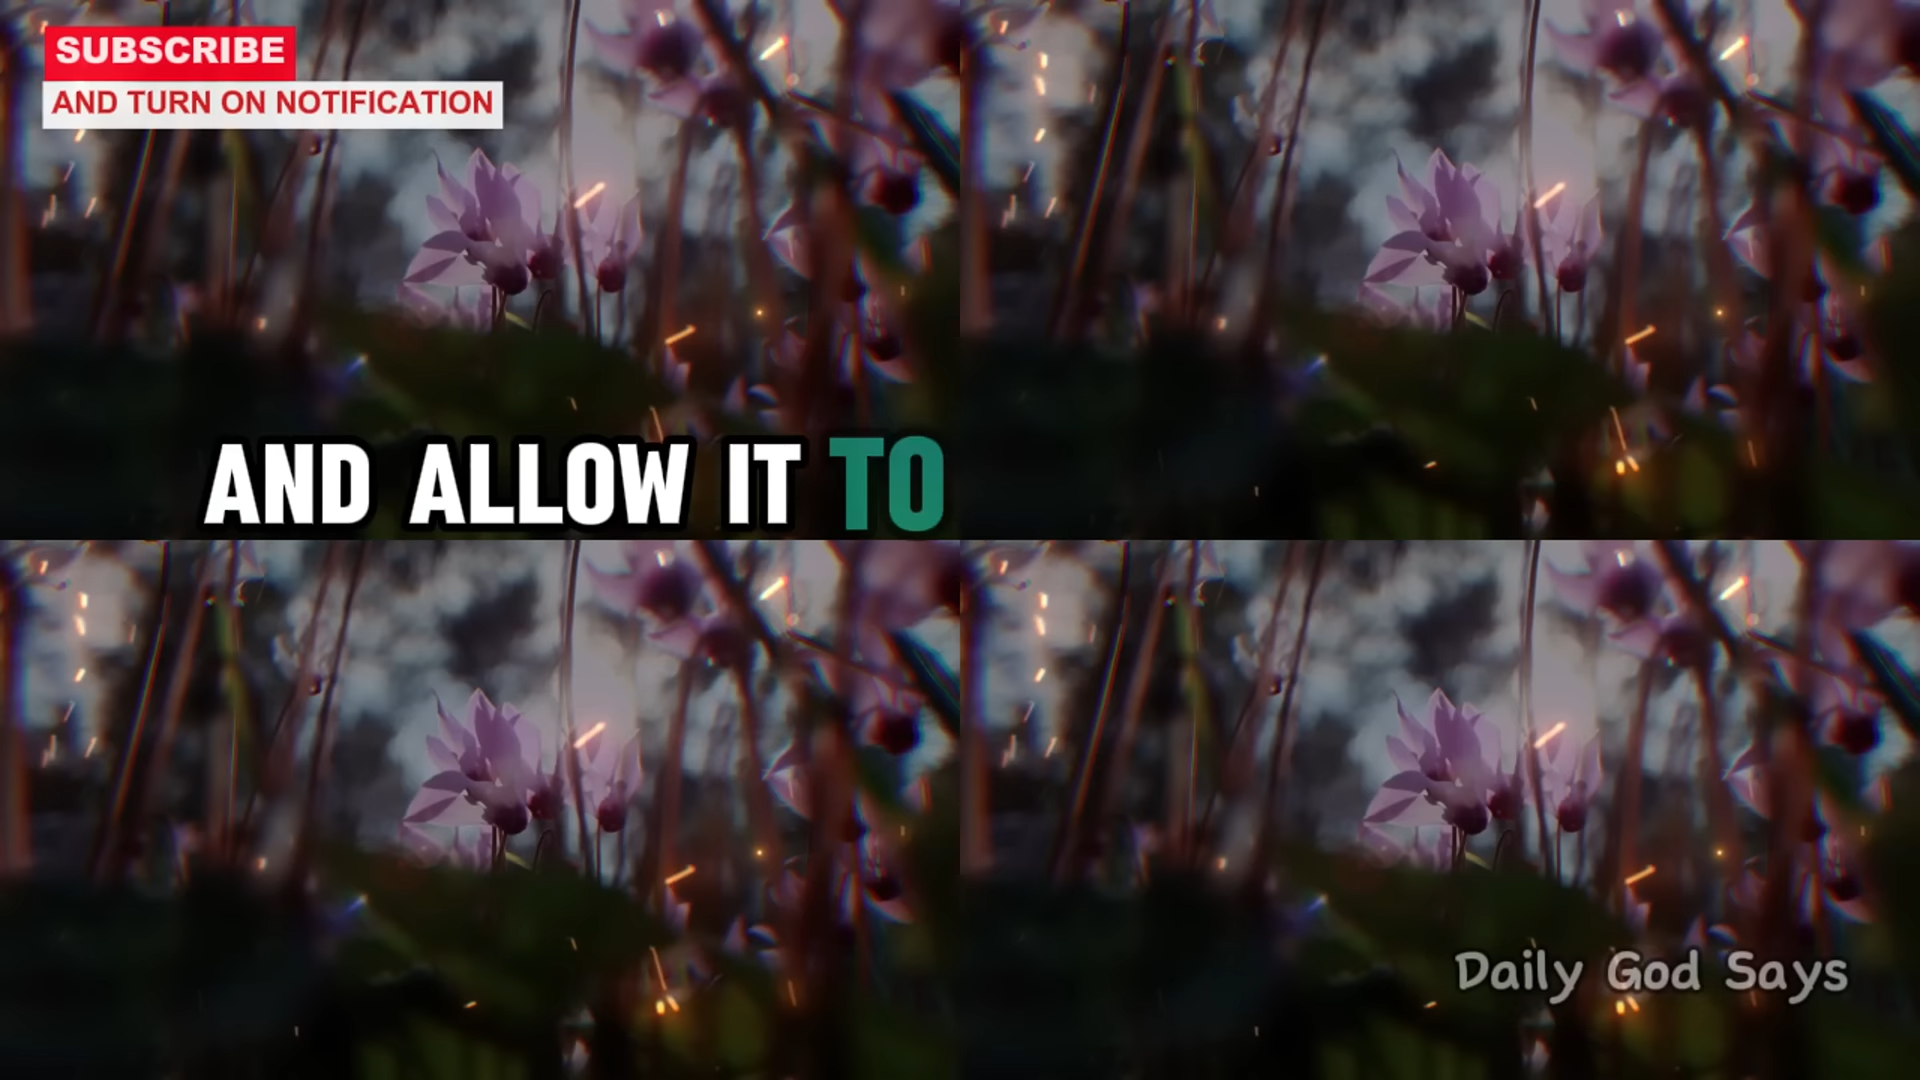 SUBSCRIBE
AND TURN ON NOTIFICATION
AND ALLOW IT TO
Daily God Says